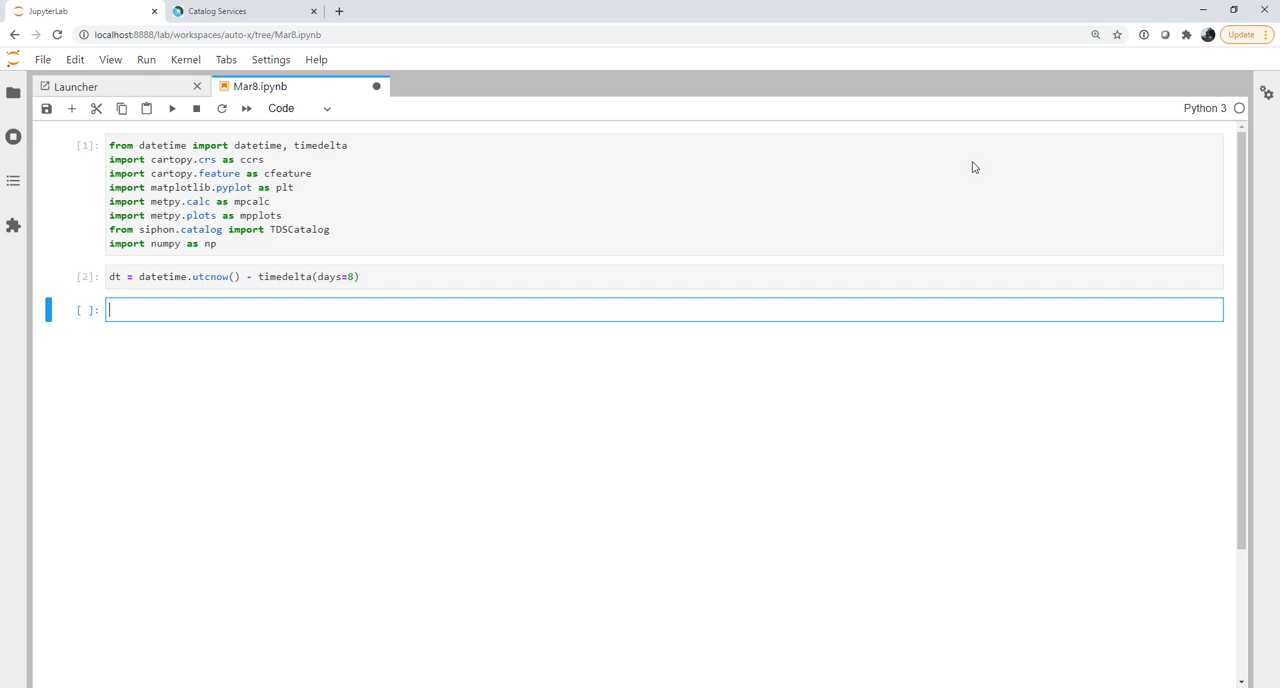 JupyterLab
Catalog Services
localhost:8888/lab/workspaces/auto-x/tree/Mar8.ipynb
Update
File Edit View Run Kernel Tabs Settings Help
Launcher
Mar8.ipynb
Code
Python 3
[1]: from datetime import datetime, timedelta
import cartopy.crs as ccrs
import cartopy.feature as cfeature
import matplotlib.pyplot as plt
import metpy.calc as mpcalc
import metpy.plots as mpplots
from siphon.catalog import TDSCatalog
import numpy as np
[2]: dt = datetime.utcnow() - timedelta(days=8)
[ ]: